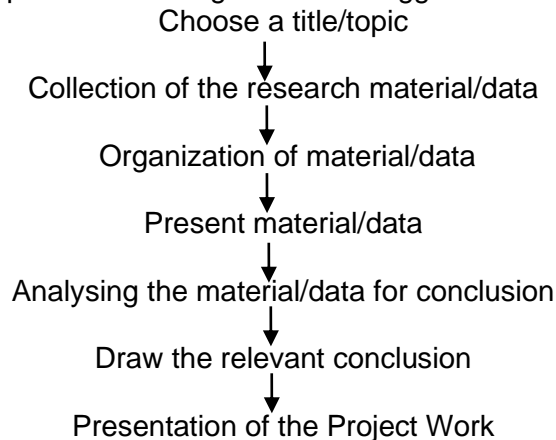 Choose a title/topic
Collection of the research material/data
Organization of material/data
Present material/data
Analysing the material/data for conclusion
Draw the relevant conclusion
Presentation of the Project Work